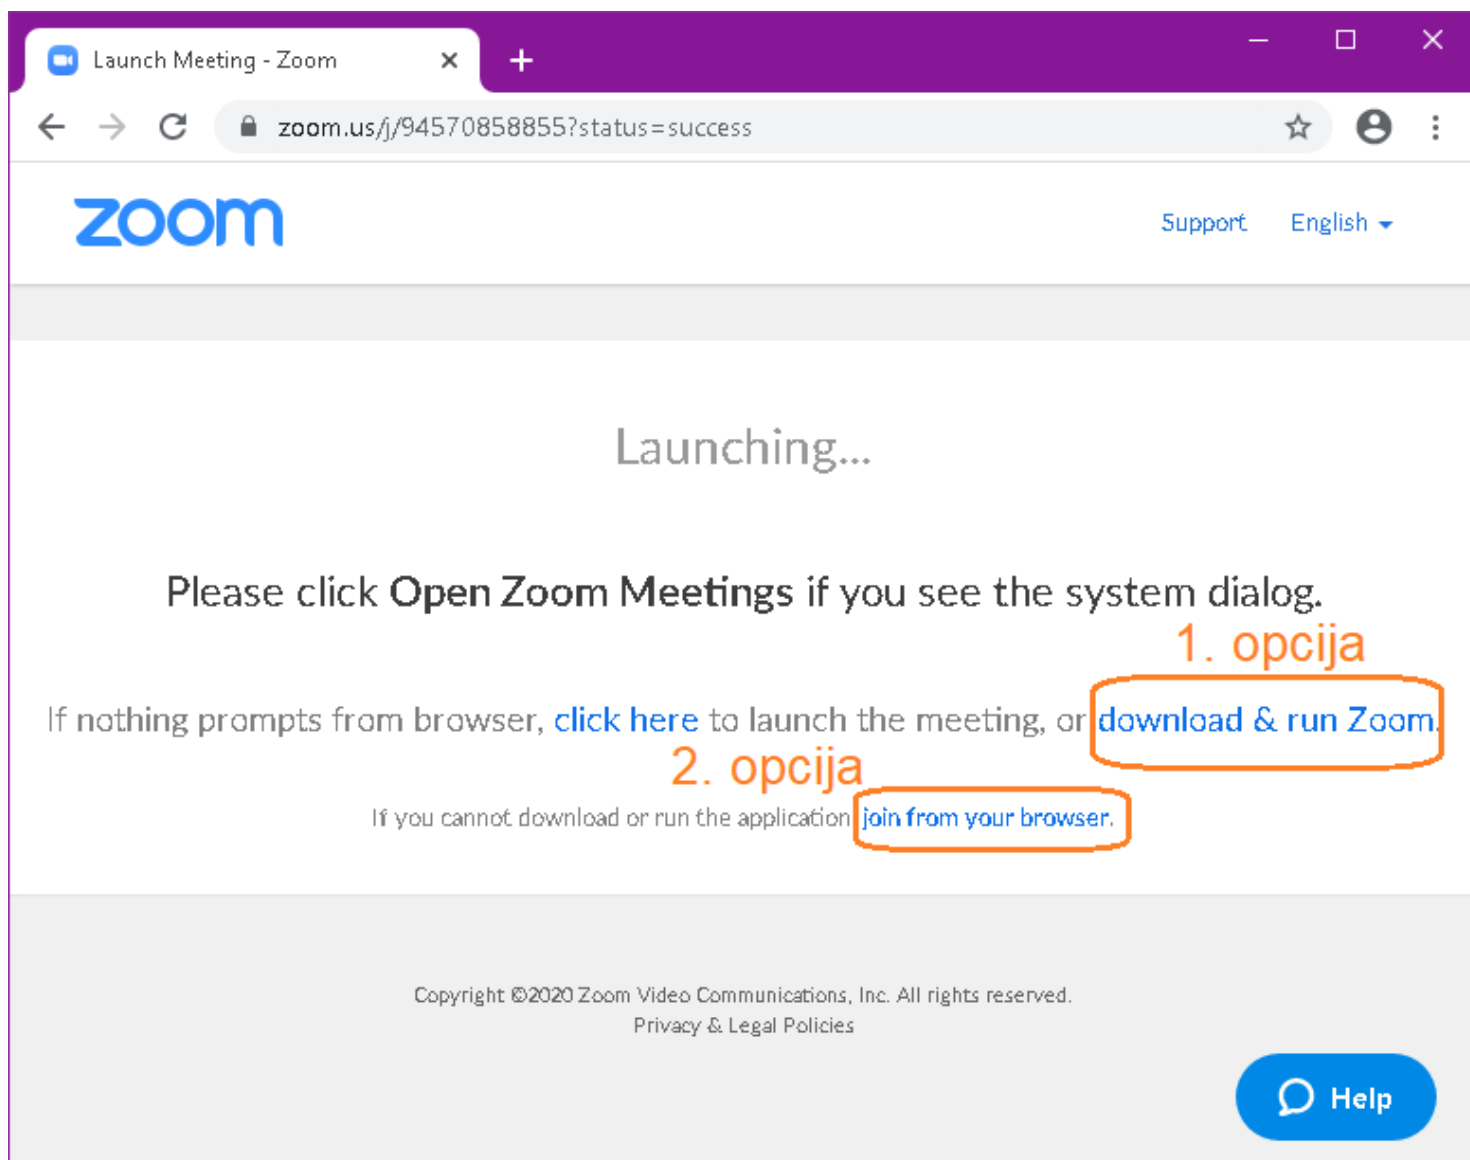 Launch Meeting - Zoom
zoom.us/j/94570858855?status=success
zoom
Support English
Launching...
Please click Open Zoom Meetings if you see the system dialog.
1. opcija
If nothing prompts from browser, click here to launch the meeting, or download & run Zoom.
2. opcija
If you cannot download or run the application join from your browser.
Copyright ©2020 Zoom Video Communications, Inc. All rights reserved.
Privacy & Legal Policies
Help